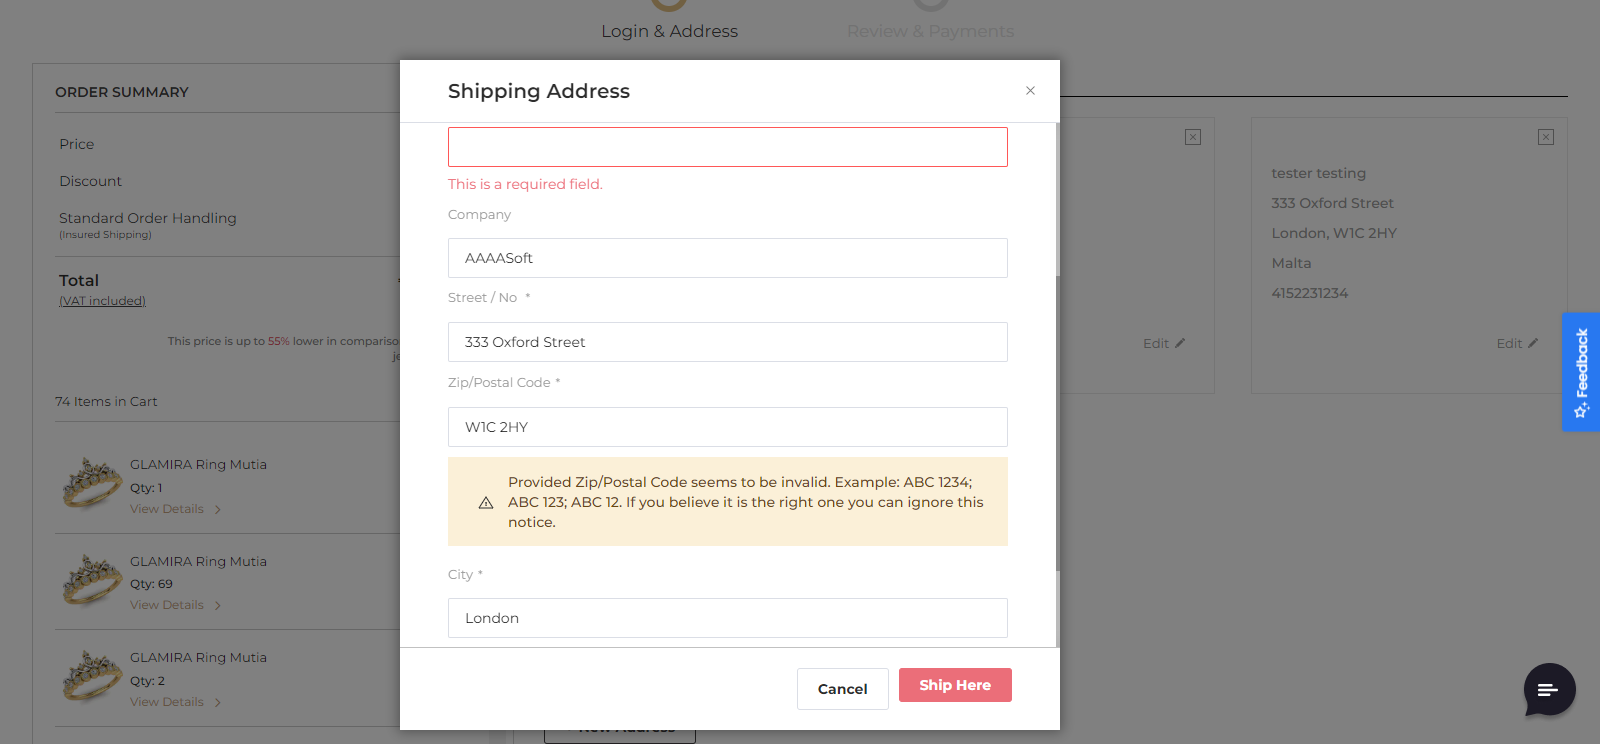 Login & Address
Review & Payments
ORDER SUMMARY
Price
Discount
Standard Order Handling
(Insured Shipping)
Total
(VAT included)
This price is up to 55% lower in compariso
je
74 Items in Cart
GLAMIRA Ring Mutia
Qty: 1
View Details
GLAMIRA Ring Mutia
Qty: 69
View Details
GLAMIRA Ring Mutia
Qty: 2
View Details
Shipping Address
This is a required field.
Company
AAAASoft
Street / No *
333 Oxford Street
Zip/Postal Code *
W1C 2HY
Provided Zip/Postal Code seems to be invalid. Example: ABC 1234;
ABC 123; ABC 12. If you believe it is the right one you can ignore this
notice.
City *
London
Cancel
Ship Here
Edit
tester testing
333 Oxford Street
London, W1C 2HY
Malta
4152231234
Edit
Feedback
New Address